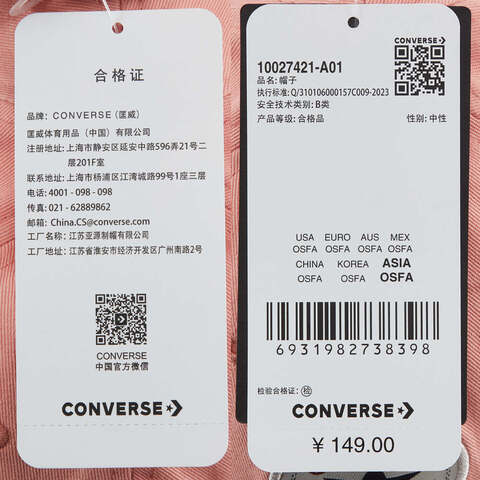 合格证
品牌: CONVERSE (匡威)
匡威体育用品（中国）有限公司
注册地址: 上海市静安区延安中路596弄21号二
层201F室
联系地址: 上海市杨浦区江湾城路99号1座三层
电话: 4001 - 098 - 098
传真: 021 - 62889862
邮箱: China.CS@converse.com
工厂名称: 江苏亚源制帽有限公司
工厂地址: 江苏省淮安市经济开发区广州南路2号
CONVERSE
中国官方微信
CONVERSE
CONVERSE
10027421-A01
品名: 帽子
执行标准: Q/310106000157C009-2023
安全技术类别: B类
产品等级: 合格品 性别: 中性
USA EURO AUS MEX
OSFA OSFA OSFA OSFA
CHINA KOREA ASIA
OSFA OSFA OSFA
6931982738398
检验合格证: 检
CONVERSE
¥ 149.00